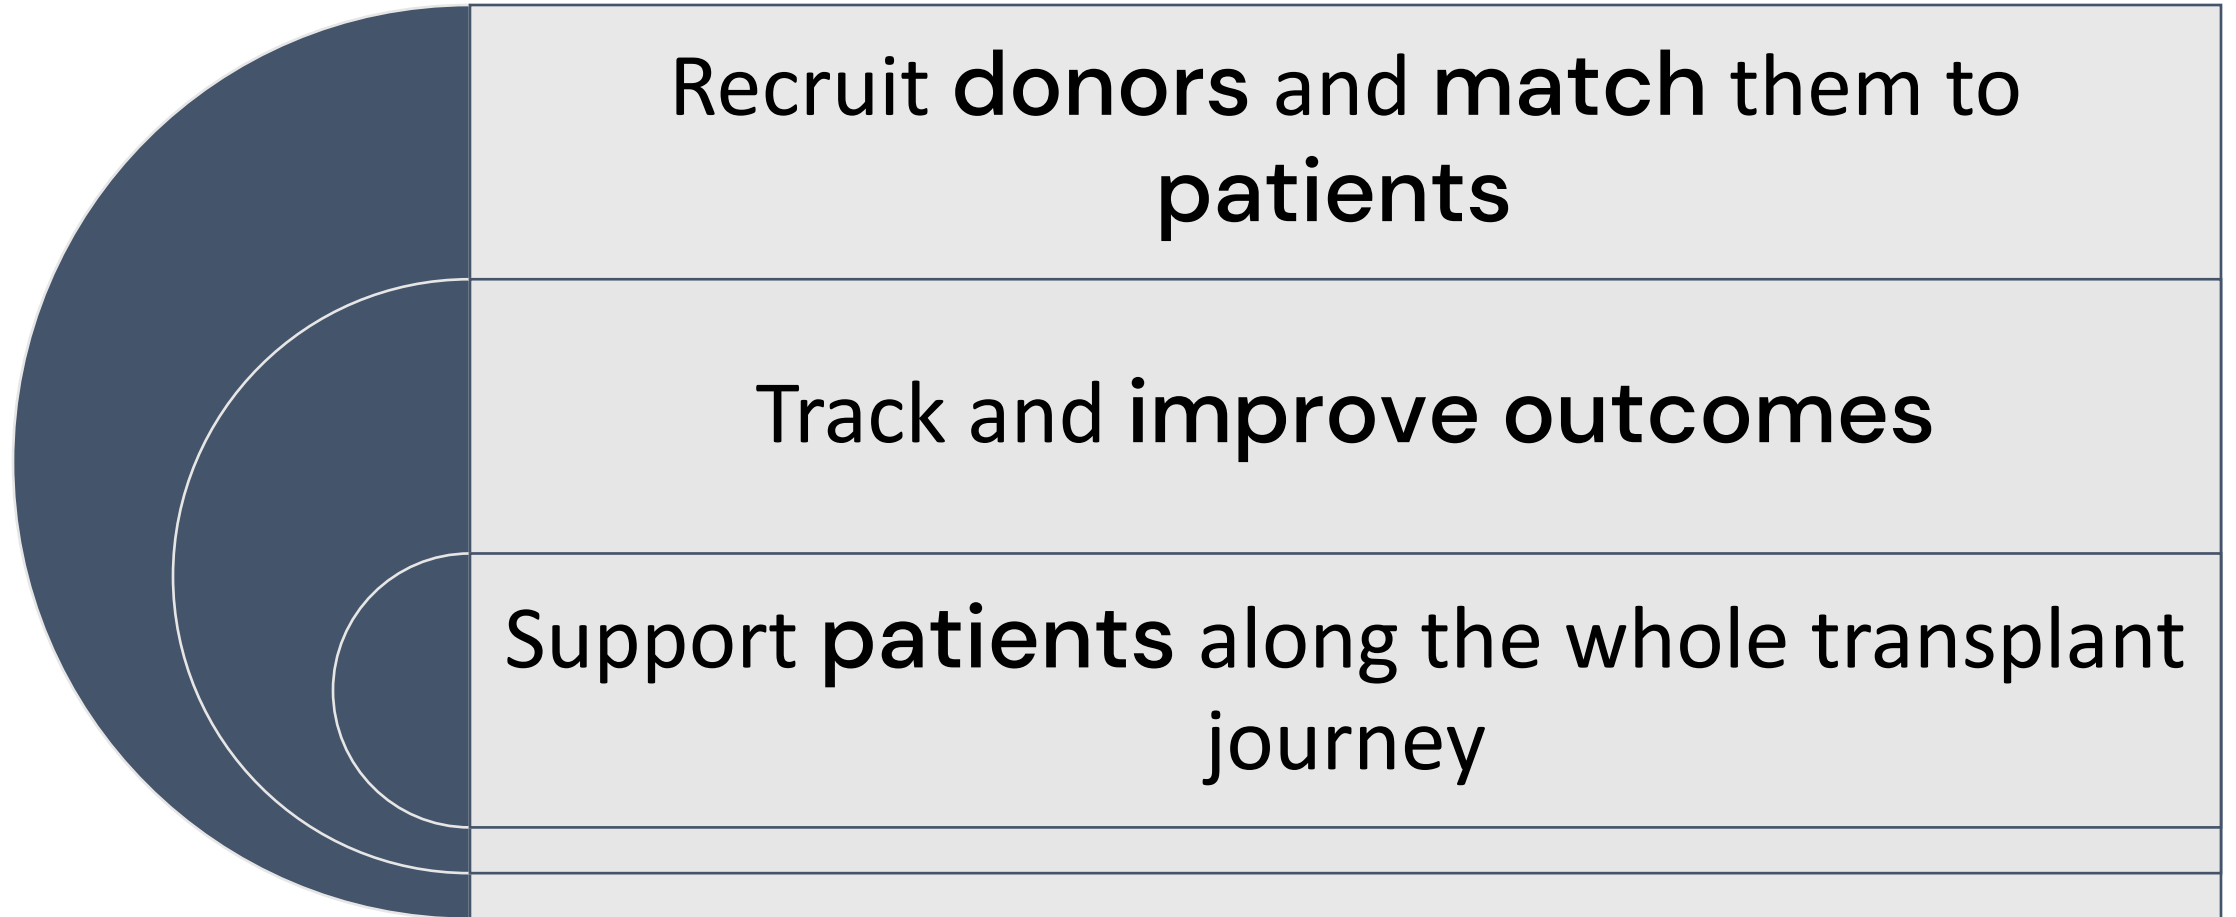 Recruit donors and match them to
patients
Track and improve outcomes
Support patients along the whole transplant
journey